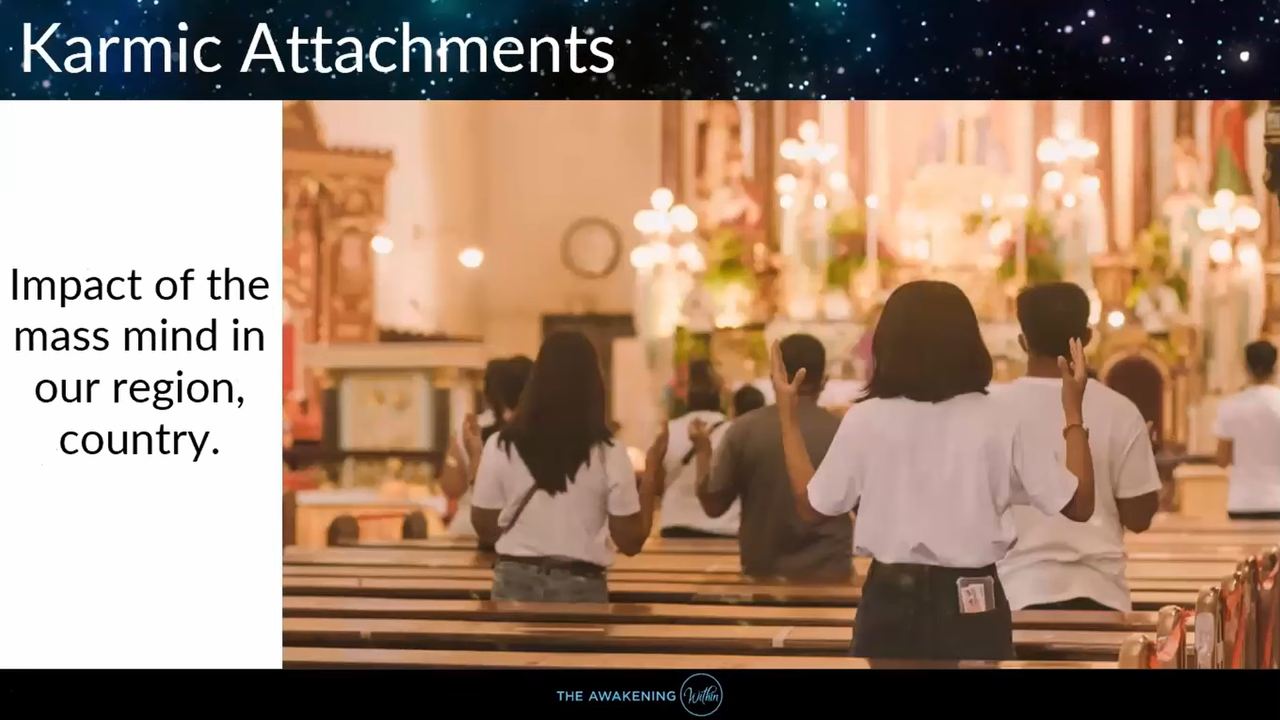 Karmic Attachments
Impact of the
mass mind in
our region,
country.
THE AWAKENING Within